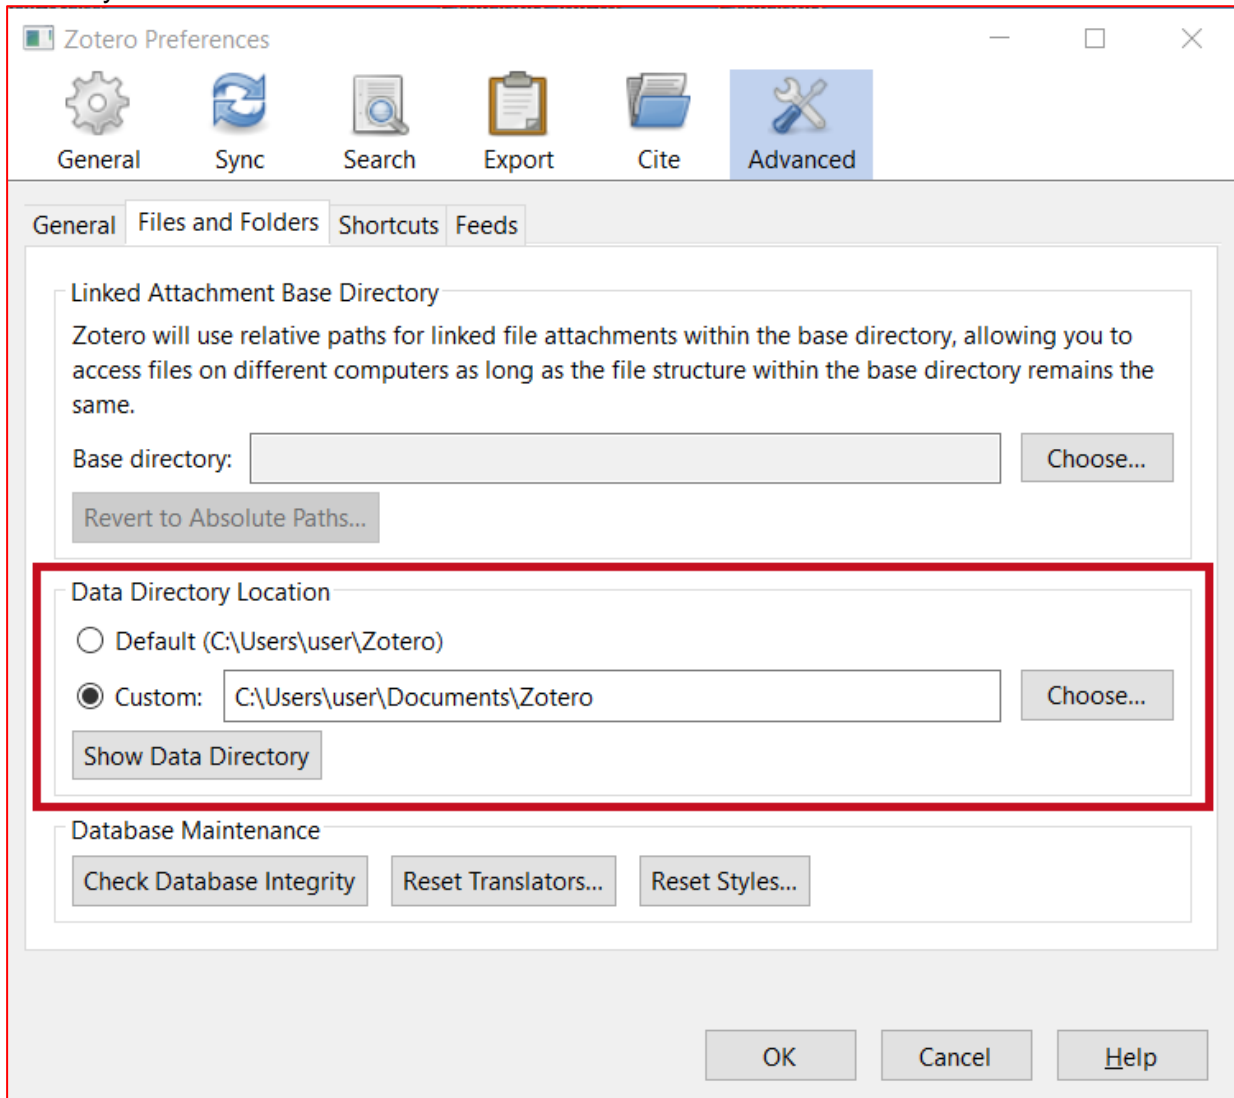 Zotero Preferences
General Sync Search Export Cite Advanced
General Files and Folders Shortcuts Feeds
Linked Attachment Base Directory
Zotero will use relative paths for linked file attachments within the base directory, allowing you to
access files on different computers as long as the file structure within the base directory remains the
same.
Base directory: Choose...
Revert to Absolute Paths...
Data Directory Location
Default (C:\Users\user\Zotero)
Custom: C:\Users\user\Documents\Zotero Choose...
Show Data Directory
Database Maintenance
Check Database Integrity Reset Translators... Reset Styles...
OK Cancel Help